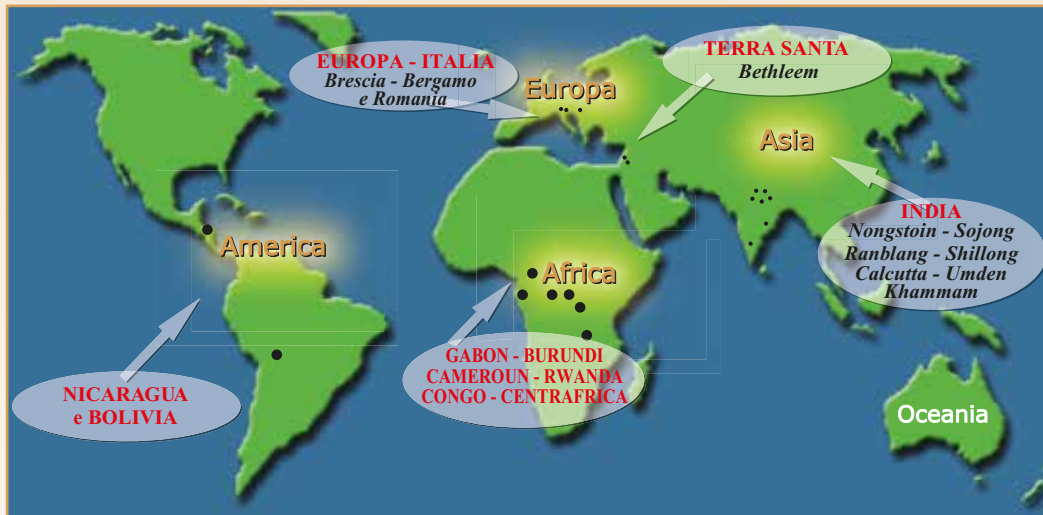 EUROPA - ITALIA
Brescia - Bergamo
e Romania
TERRA SANTA
Bethleem
Europa
Asia
INDIA
Nongstoin - Sojong
Ranblang - Shillong
Calcutta - Umden
Khammam
America
Africa
GABON - BURUNDI
CAMEROUN - RWANDA
CONGO - CENTRAFRICA
NICARAGUA
e BOLIVIA
Oceania